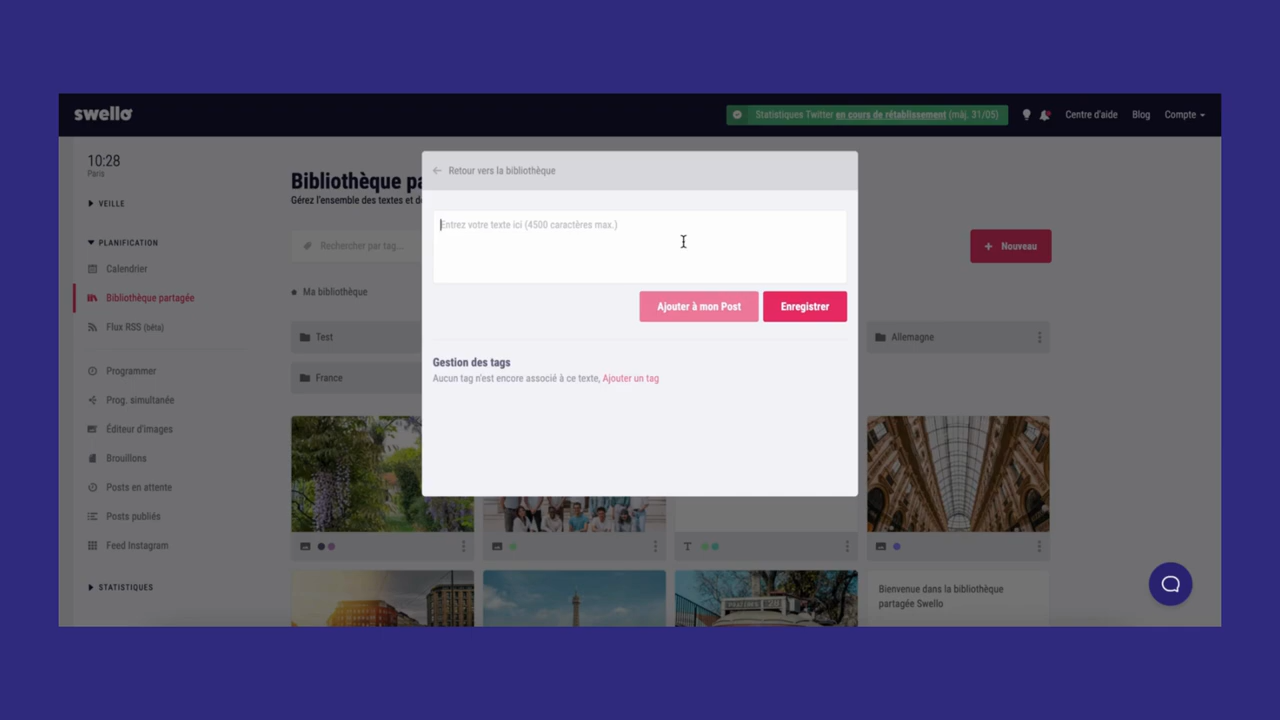 swello
Statistiques Twitter en cours de rétablissement (màj. 31/05)
Centre d'aide
Blog
Compte
10:28
Paris
VEILLE
PLANIFICATION
Calendrier
Bibliothèque partagée
Flux RSS (bêta)
Programmer
Prog. simultanée
Éditeur d'images
Brouillons
Posts en attente
Posts publiés
Feed Instagram
STATISTIQUES
Bibliothèque pa
Gérez l'ensemble des textes et d
Rechercher par tag...
+ Nouveau
Ma bibliothèque
Test
Allemagne
France
← Retour vers la bibliothèque
Entrez votre texte ici (4500 caractères max.)
Ajouter à mon Post
Enregistrer
Gestion des tags
Aucun tag n'est encore associé à ce texte, Ajouter un tag
T
Bienvenue dans la bibliothèque
partagée Swello